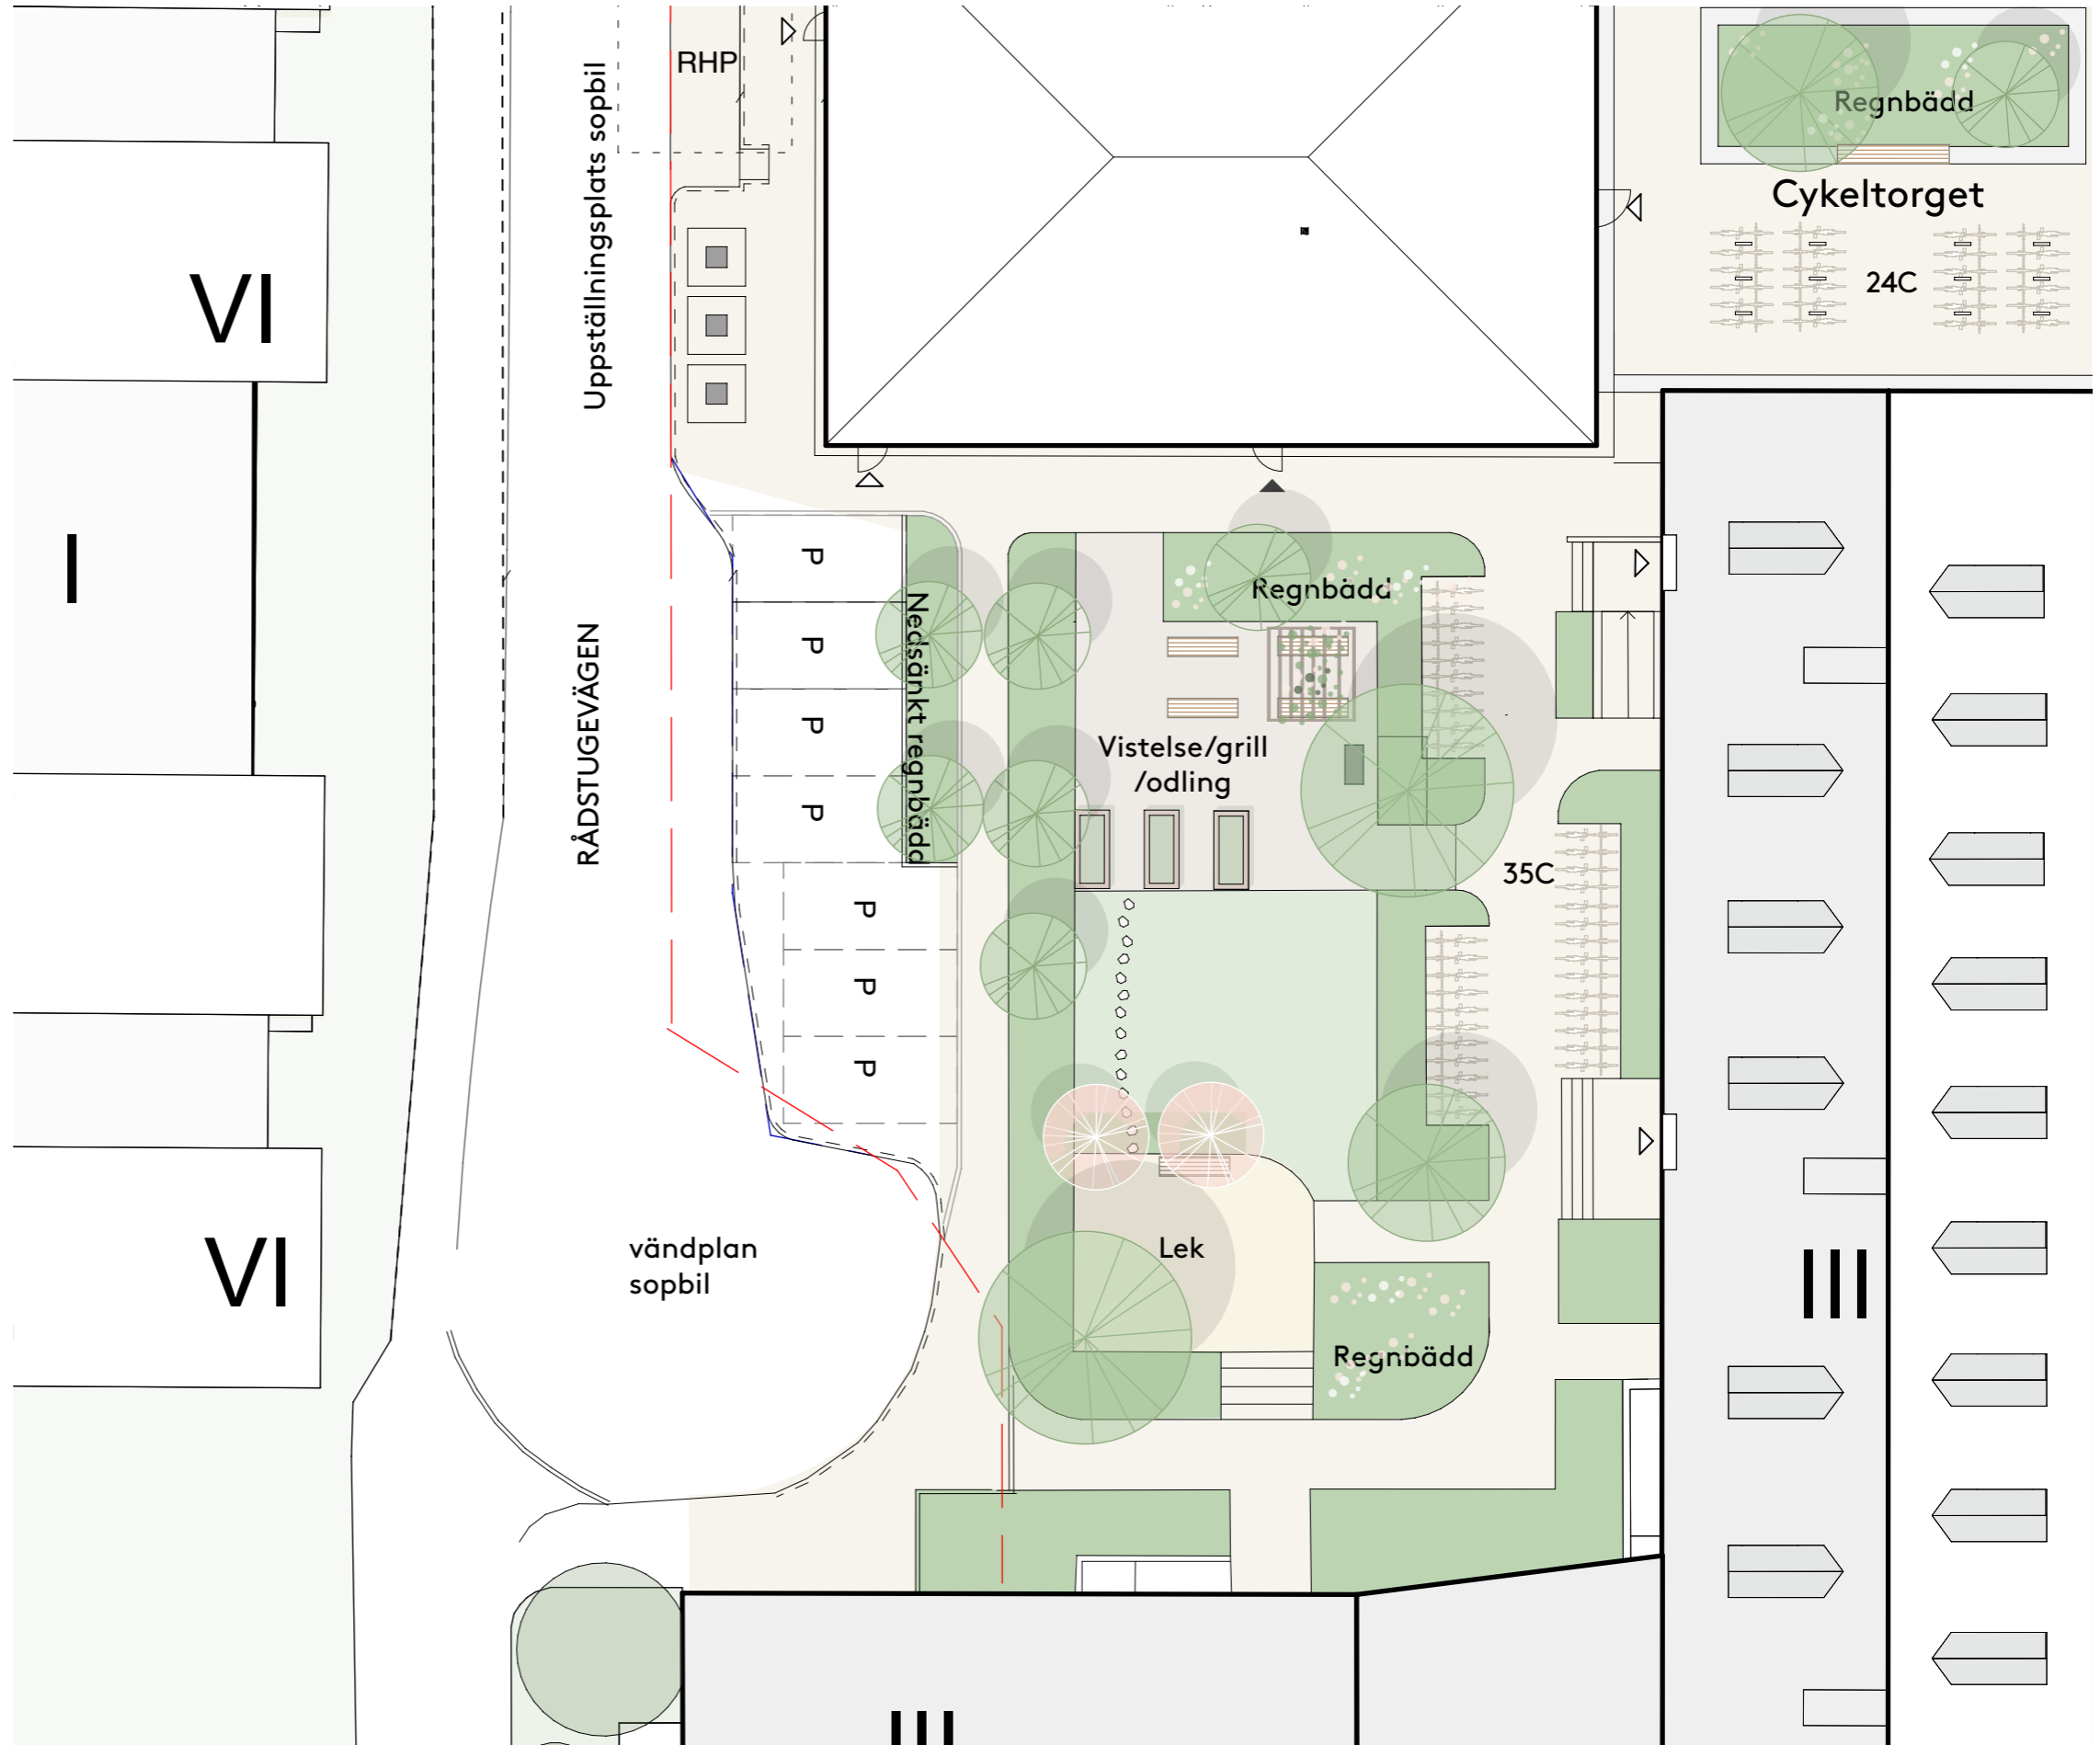 RHP
Uppställningsplats sopbil
Regnbädd
Cykeltorget
24C
VI
I
RÅDSTUGEVÄGEN
P
P
P
P
P
P
P
Nedsänkt regnbädd
Regnbädd
Vistelse/grill
/odling
35C
vändplan
sopbil
Lek
Regnbädd
VI
III
III